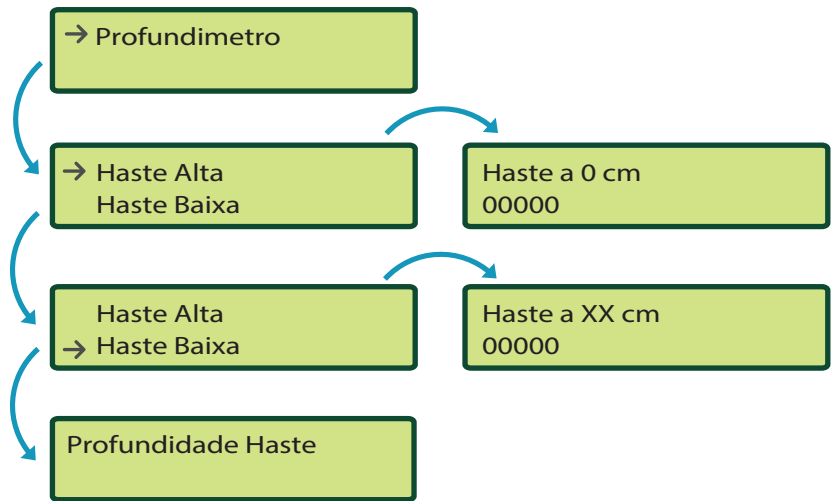 → Profundimetro
→ Haste Alta
Haste Baixa
Haste a 0 cm
00000
Haste Alta
→ Haste Baixa
Haste a XX cm
00000
Profundidade Haste